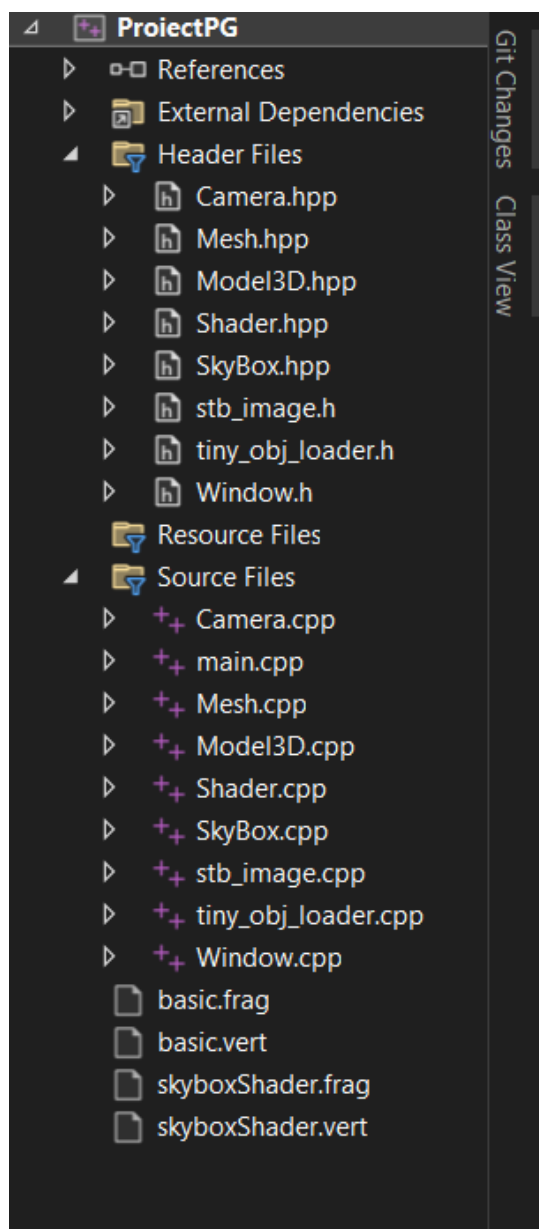 ProiectPG
References
External Dependencies
Header Files
Camera.hpp
Mesh.hpp
Model3D.hpp
Shader.hpp
SkyBox.hpp
stb_image.h
tiny_obj_loader.h
Window.h
Resource Files
Source Files
Camera.cpp
main.cpp
Mesh.cpp
Model3D.cpp
Shader.cpp
SkyBox.cpp
stb_image.cpp
tiny_obj_loader.cpp
Window.cpp
basic.frag
basic.vert
skyboxShader.frag
skyboxShader.vert
Git Changes
Class View